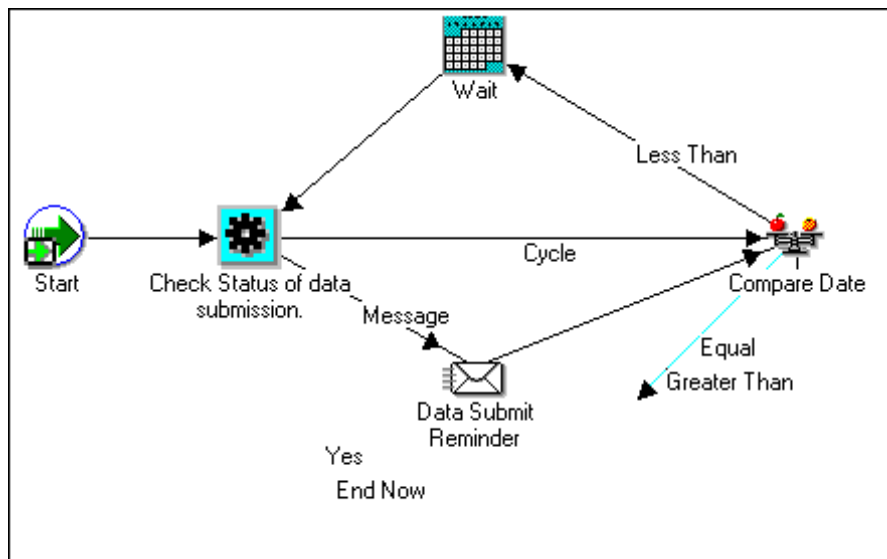 Wait
Less Than
Start
Check Status of data
submission.
Cycle
Compare Date
Message
Equal
Greater Than
Data Submit
Reminder
Yes
End Now